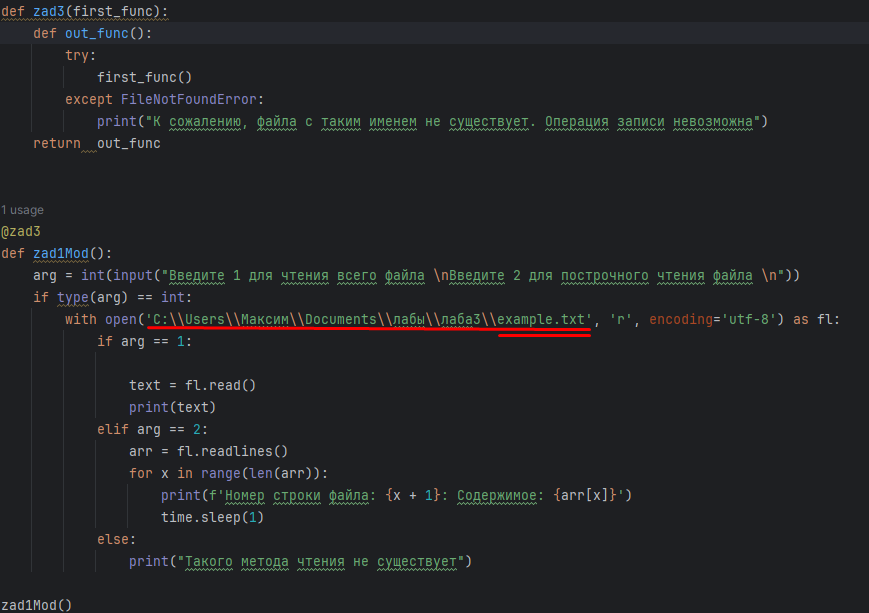 def zad3(first_func):
    def out_func():
        try:
            first_func()
        except FileNotFoundError:
            print("К сожалению, файла с таким именем не существует. Операция записи невозможна")
    return  out_func
1 usage
@zad3
def zad1Mod():
    arg = int(input("Введите 1 для чтения всего файла \nВведите 2 для построчного чтения файла \n"))
    if type(arg) == int:
        with open('C:\\Users\\Максим\\Documents\\лабы\\лаба3\\example.txt', 'r', encoding='utf-8') as fl:
            if arg == 1:
                text = fl.read()
                print(text)
            elif arg == 2:
                arr = fl.readlines()
                for x in range(len(arr)):
                    print(f'Номер строки файла: {x + 1}: Содержимое: {arr[x]}')
                    time.sleep(1)
            else:
                print("Такого метода чтения не существует")
zad1Mod()